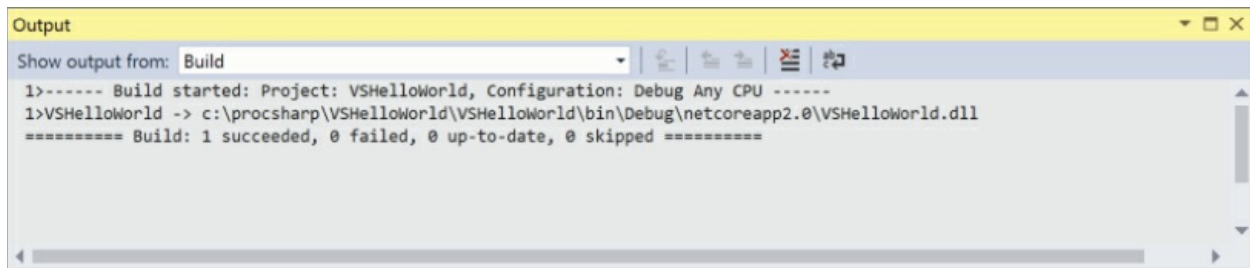 Output
Show output from: Build
1>------ Build started: Project: VSHelloWorld, Configuration: Debug Any CPU ------
1>VSHelloWorld -> c:\procsharp\VSHelloWorld\VSHelloWorld\bin\Debug\netcoreapp2.0\VSHelloWorld.dll
========== Build: 1 succeeded, 0 failed, 0 up-to-date, 0 skipped ==========